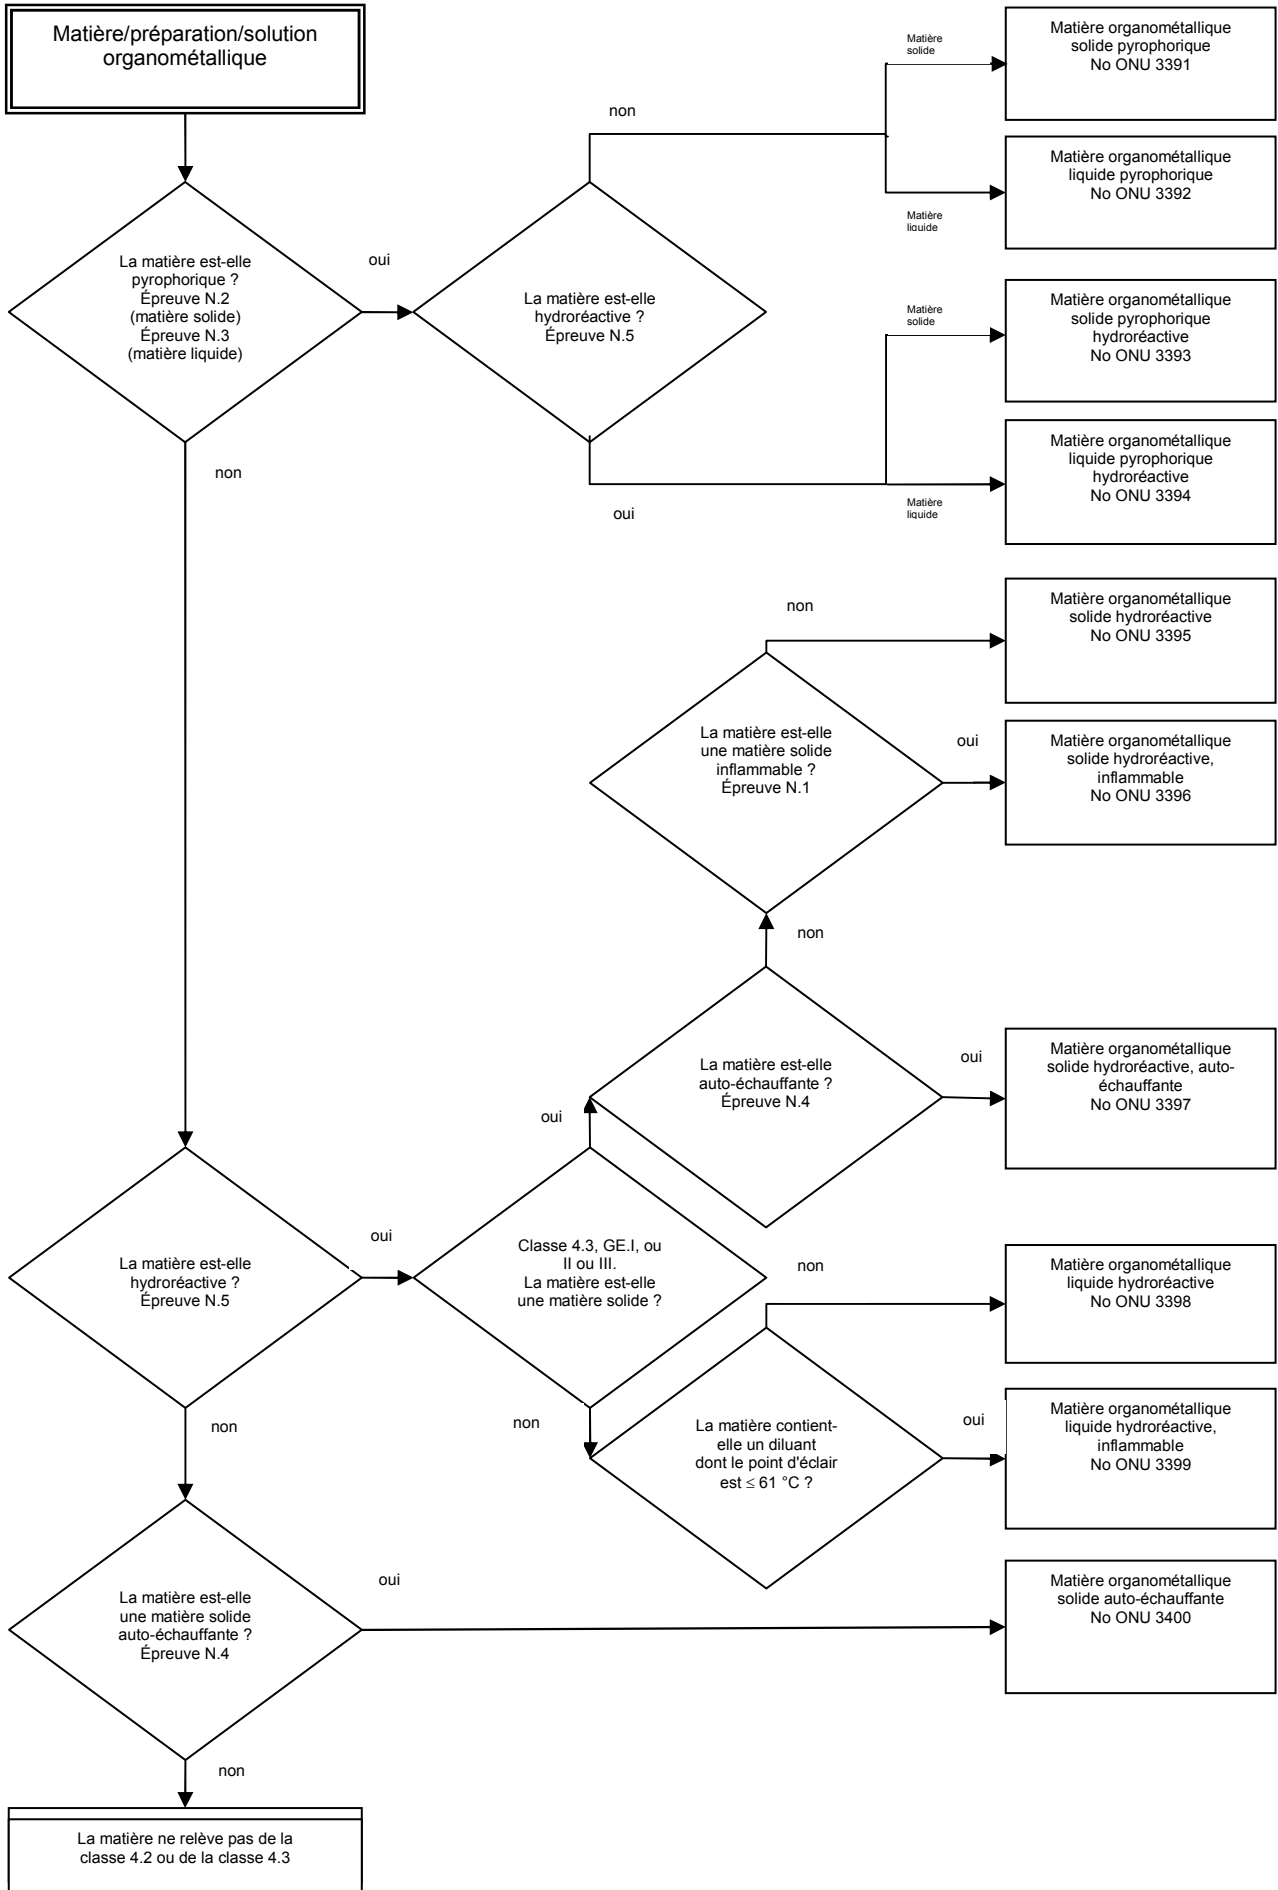 Matière/préparation/solution
organométallique
Matière
solide
Matière organométallique
solide pyrophorique
No ONU 3391
non
Matière organométallique
liquide pyrophorique
No ONU 3392
Matière
liquide
La matière est-elle
pyrophorique ?
Épreuve N.2
(matière solide)
Épreuve N.3
(matière liquide)
oui
La matière est-elle
hydroréactive ?
Épreuve N.5
Matière
solide
Matière organométallique
solide pyrophorique
hydroréactive
No ONU 3393
Matière organométallique
liquide pyrophorique
hydroréactive
No ONU 3394
non
oui
Matière
liquide
non
Matière organométallique
solide hydroréactive
No ONU 3395
La matière est-elle
une matière solide
inflammable ?
Épreuve N.1
oui
Matière organométallique
solide hydroréactive,
inflammable
No ONU 3396
non
La matière est-elle
auto-échauffante ?
Épreuve N.4
oui
Matière organométallique
solide hydroréactive, auto-
échauffante
No ONU 3397
oui
La matière est-elle
hydroréactive ?
Épreuve N.5
oui
Classe 4.3, GE.I, ou
II ou III.
La matière est-elle
une matière solide ?
non
Matière organométallique
liquide hydroréactive
No ONU 3398
non
non
La matière contient-
elle un diluant
dont le point d'éclair
est ≤ 61 °C ?
oui
Matière organométallique
liquide hydroréactive,
inflammable
No ONU 3399
La matière est-elle
une matière solide
auto-échauffante ?
Épreuve N.4
oui
Matière organométallique
solide auto-échauffante
No ONU 3400
non
La matière ne relève pas de la
classe 4.2 ou de la classe 4.3